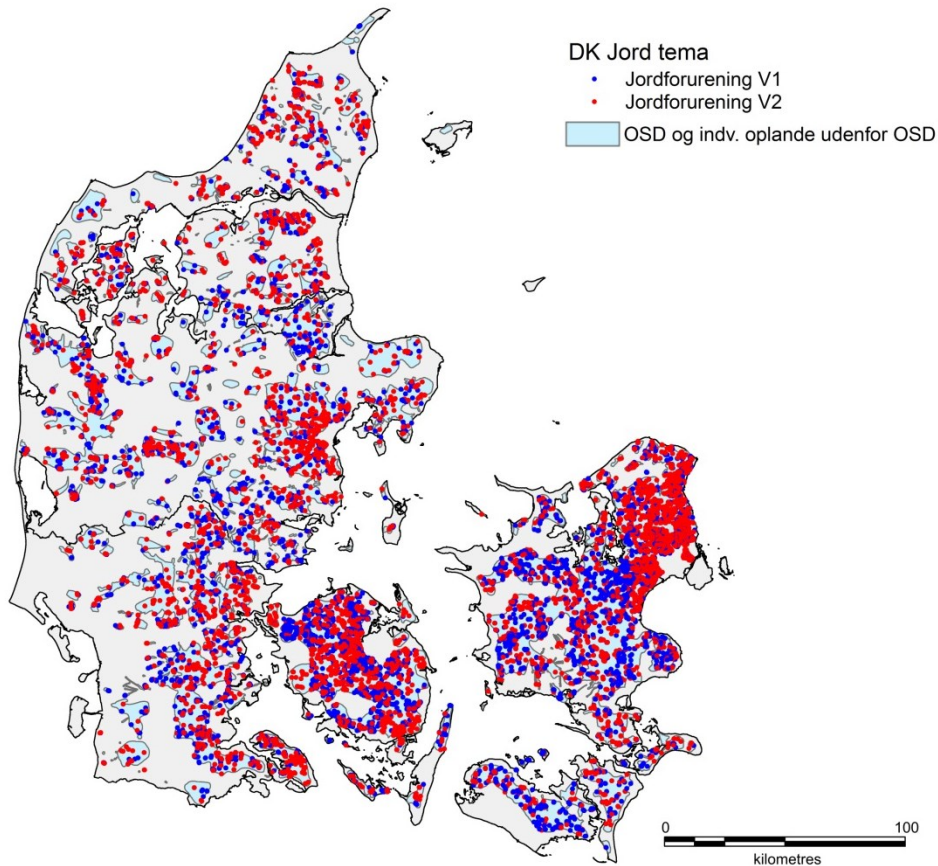 DK Jord tema
Jordforurening V1
Jordforurening V2
OSD og indv. oplande udenfor OSD
0 100
kilometres